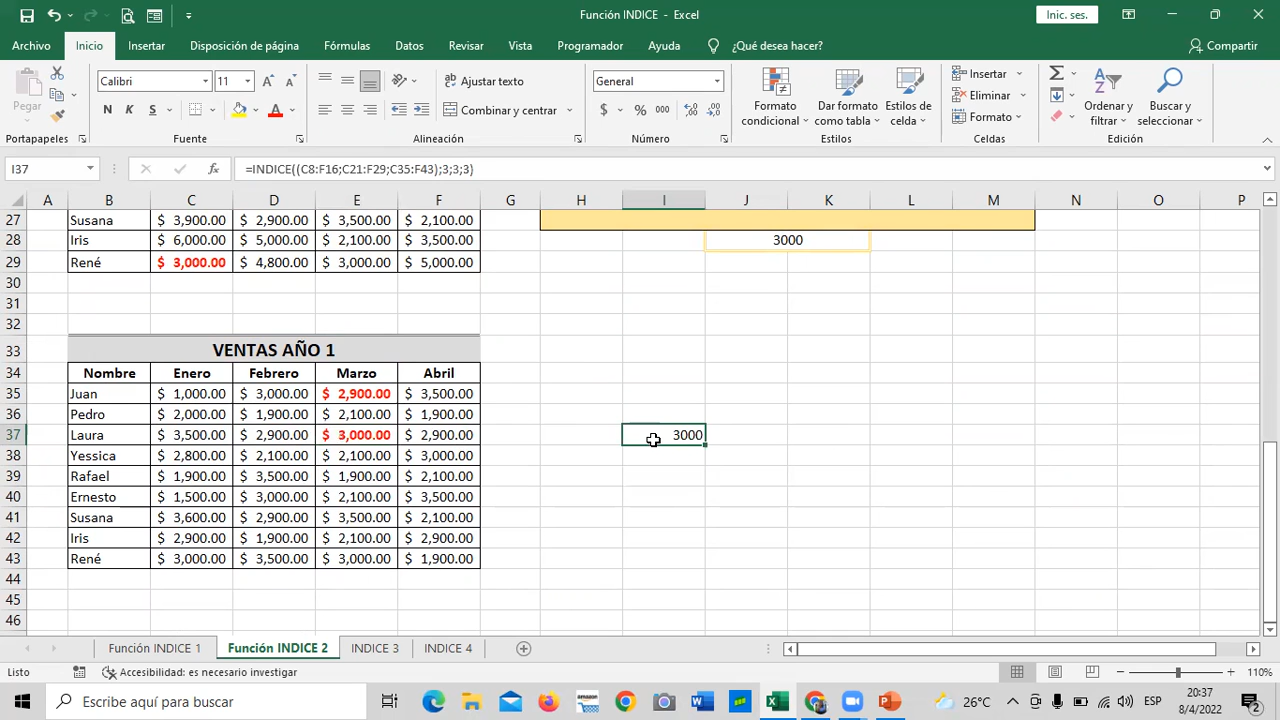 Función INDICE - Excel
Inic. ses.
Archivo Inicio Insertar Disposición de página Fórmulas Datos Revisar Vista Programador Ayuda ¿Qué desea hacer? Compartir
Pegar
Calibri 11
N K S
Ajustar texto
Combinar y centrar
General
$ % 000
Formato condicional
Dar formato como tabla
Estilos de celda
Insertar
Eliminar
Formato
Ordenar y filtrar
Buscar y seleccionar
Portapapeles Fuente Alineación Número Estilos Celdas Edición
I37 fx =INDICE((C8:F16;C21:F29;C35:F43);3;3;3)
A B C D E F G H I J K L M N O P
27 Susana $ 3,900.00 $ 2,900.00 $ 3,500.00 $ 2,100.00
28 Iris $ 6,000.00 $ 5,000.00 $ 2,100.00 $ 3,500.00 3000
29 René $ 3,000.00 $ 4,800.00 $ 3,000.00 $ 5,000.00
30
31
32
33 VENTAS AÑO 1
34 Nombre Enero Febrero Marzo Abril
35 Juan $ 1,000.00 $ 3,000.00 $ 2,900.00 $ 3,500.00
36 Pedro $ 2,000.00 $ 1,900.00 $ 2,100.00 $ 1,900.00
37 Laura $ 3,500.00 $ 2,900.00 $ 3,000.00 $ 2,900.00 3000
38 Yessica $ 2,800.00 $ 2,100.00 $ 2,100.00 $ 3,000.00
39 Rafael $ 1,900.00 $ 3,500.00 $ 1,900.00 $ 2,100.00
40 Ernesto $ 1,500.00 $ 3,000.00 $ 2,100.00 $ 3,500.00
41 Susana $ 3,600.00 $ 2,900.00 $ 3,500.00 $ 2,100.00
42 Iris $ 2,900.00 $ 1,900.00 $ 2,100.00 $ 2,900.00
43 René $ 3,000.00 $ 3,500.00 $ 3,000.00 $ 1,900.00
44
45
46
Función INDICE 1 Función INDICE 2 INDICE 3 INDICE 4
Listo Accesibilidad: es necesario investigar 110%
Escribe aquí para buscar amazon 26°C ESP 20:37
8/4/2022 2